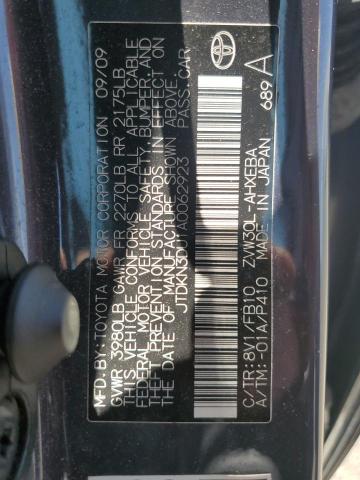 MFD.BY:TOYOTA MOTOR CORPORATION 09/09
GVWR 3980LB GAWR FR 2270LB RR 2175LB
THIS VEHICLE CONFORMS TO ALL APPLICABLE
FEDERAL MOTOR VEHICLE SAFETY, BUMPER, AND
THEFT PREVENTION STANDARDS IN EFFECT ON
THE DATE OF MANUFACTURE SHOWN ABOVE.
JTDKN3DU1A0062923 PASS.CAR
C/TR:8V1/FB10 ZVW30L-AHXEBA
A/TM:-01A/P410 MADE IN JAPAN 689 A